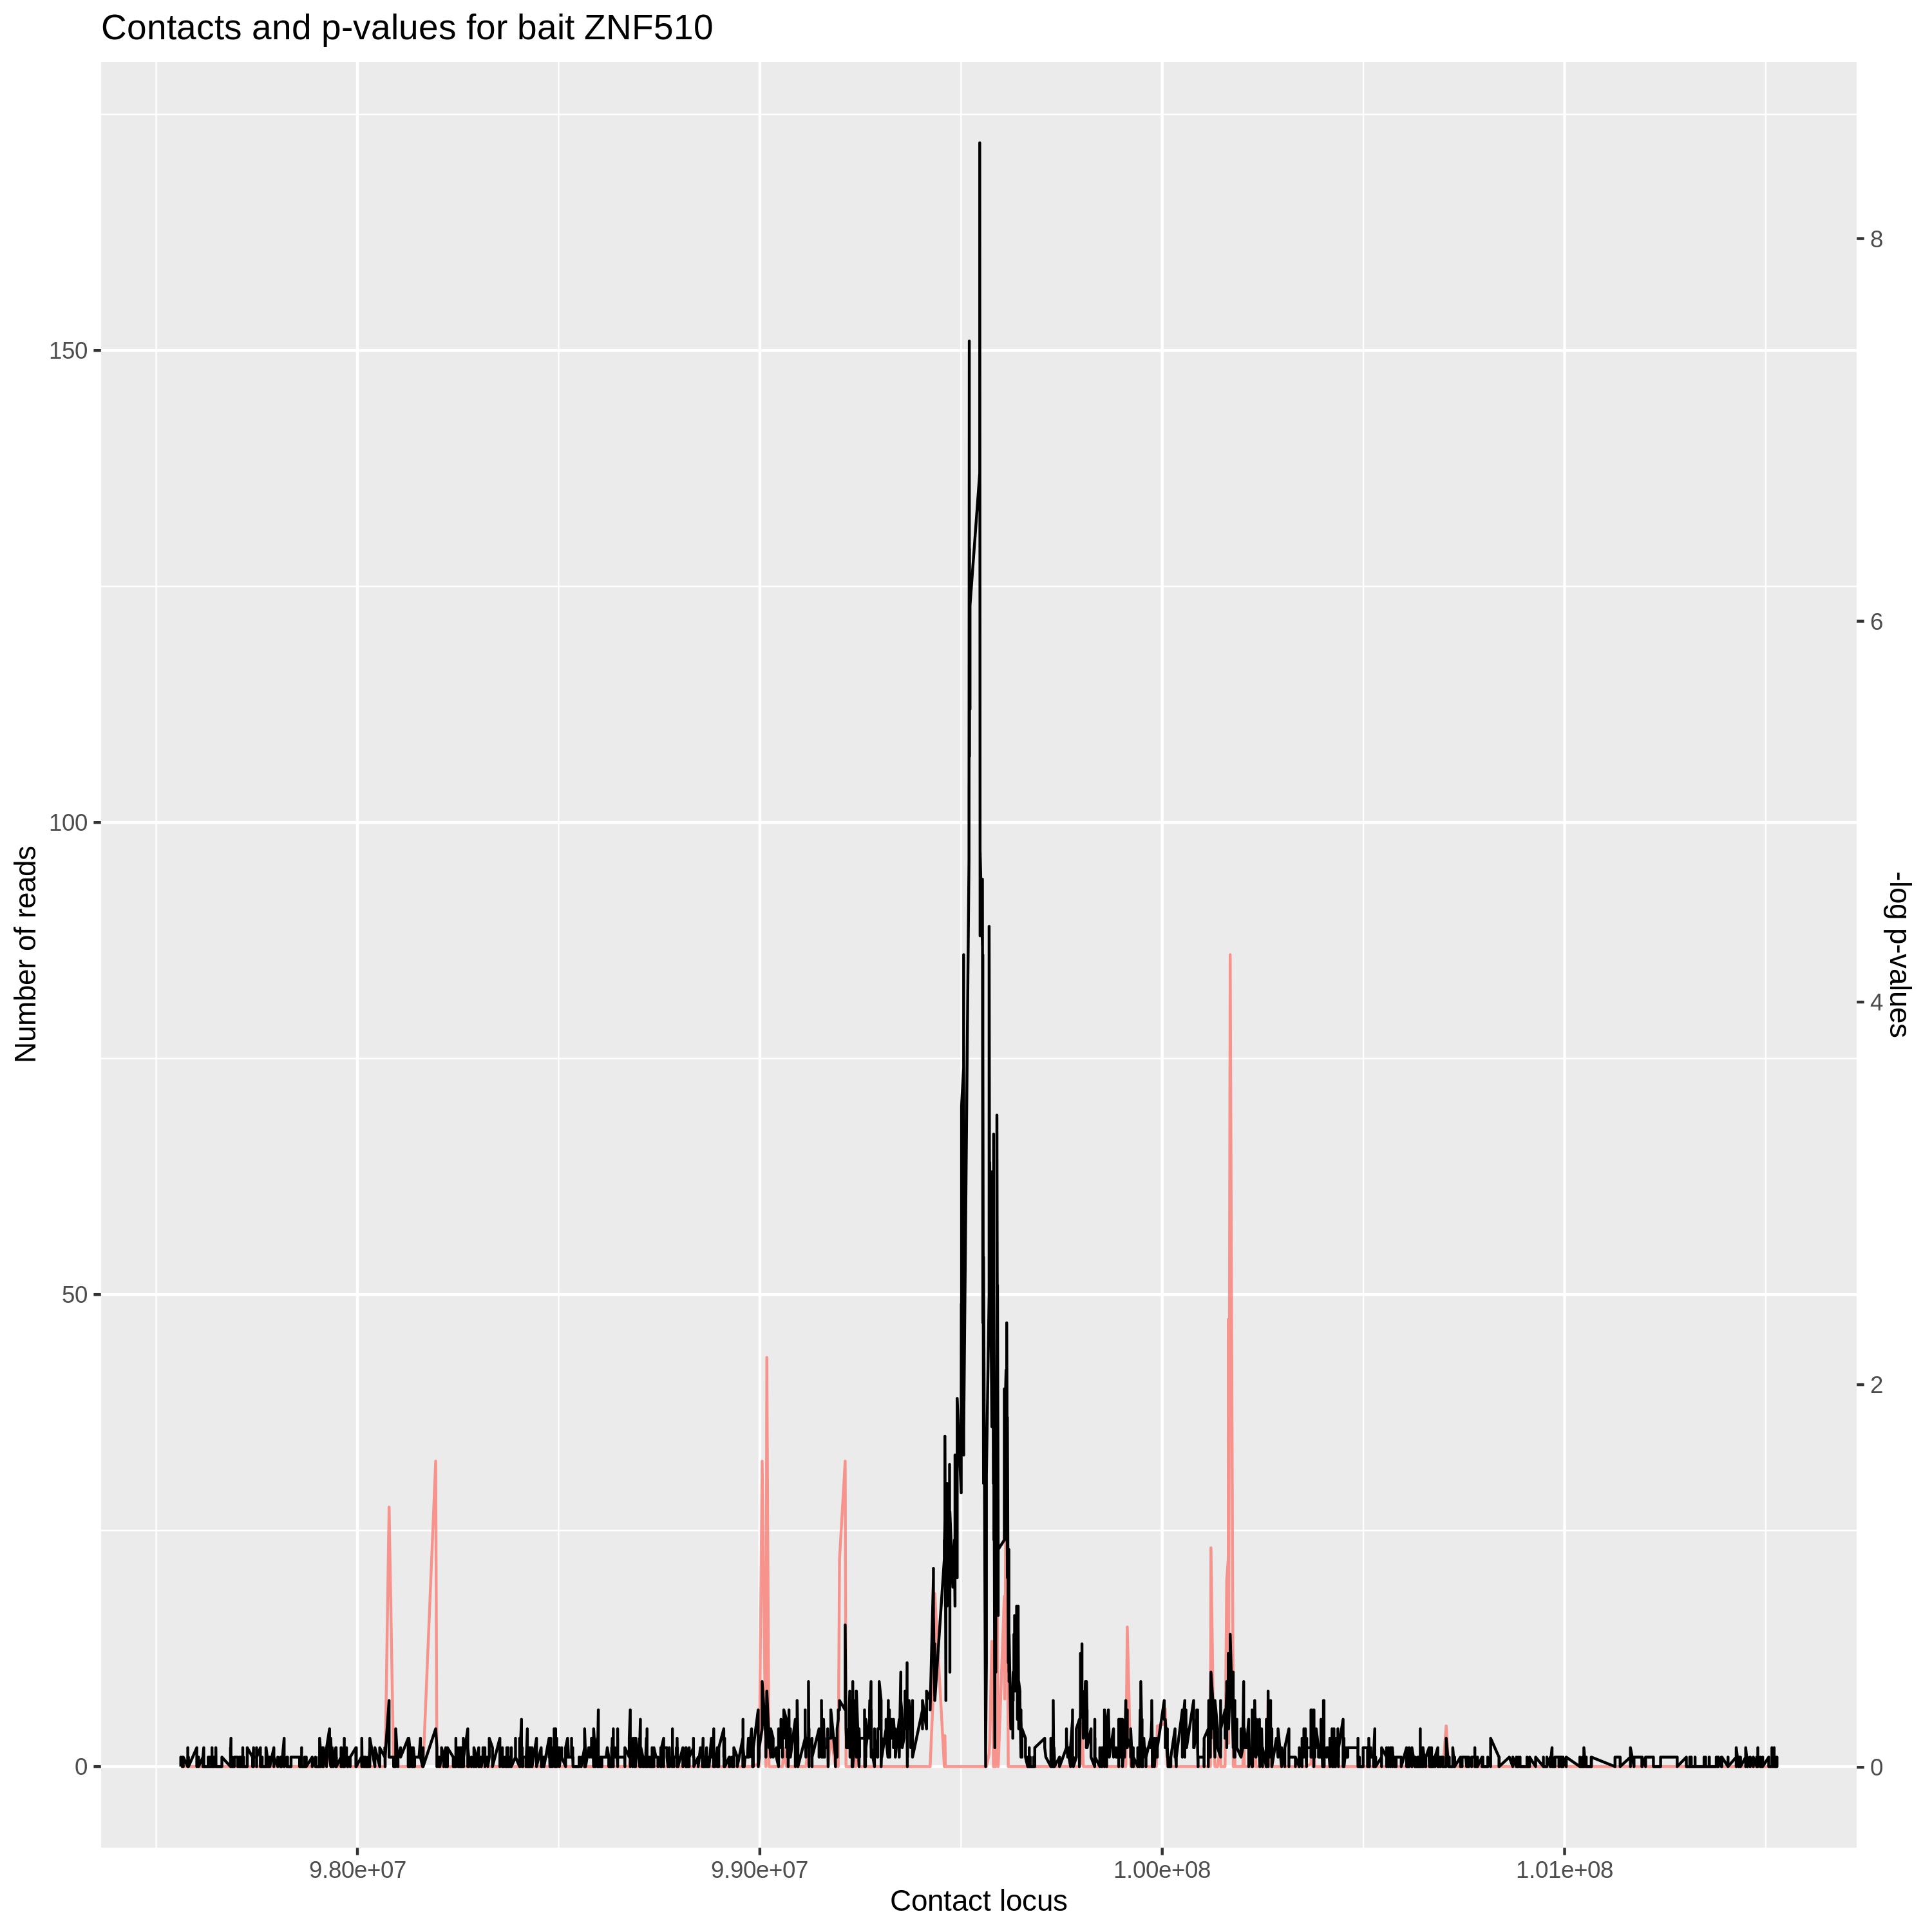 Contacts and p-values for bait ZNF510
Number of reads
150
100
50
0
8
6
4
2
0
-log p-values
9.80e+07
9.90e+07
1.00e+08
1.01e+08
Contact locus